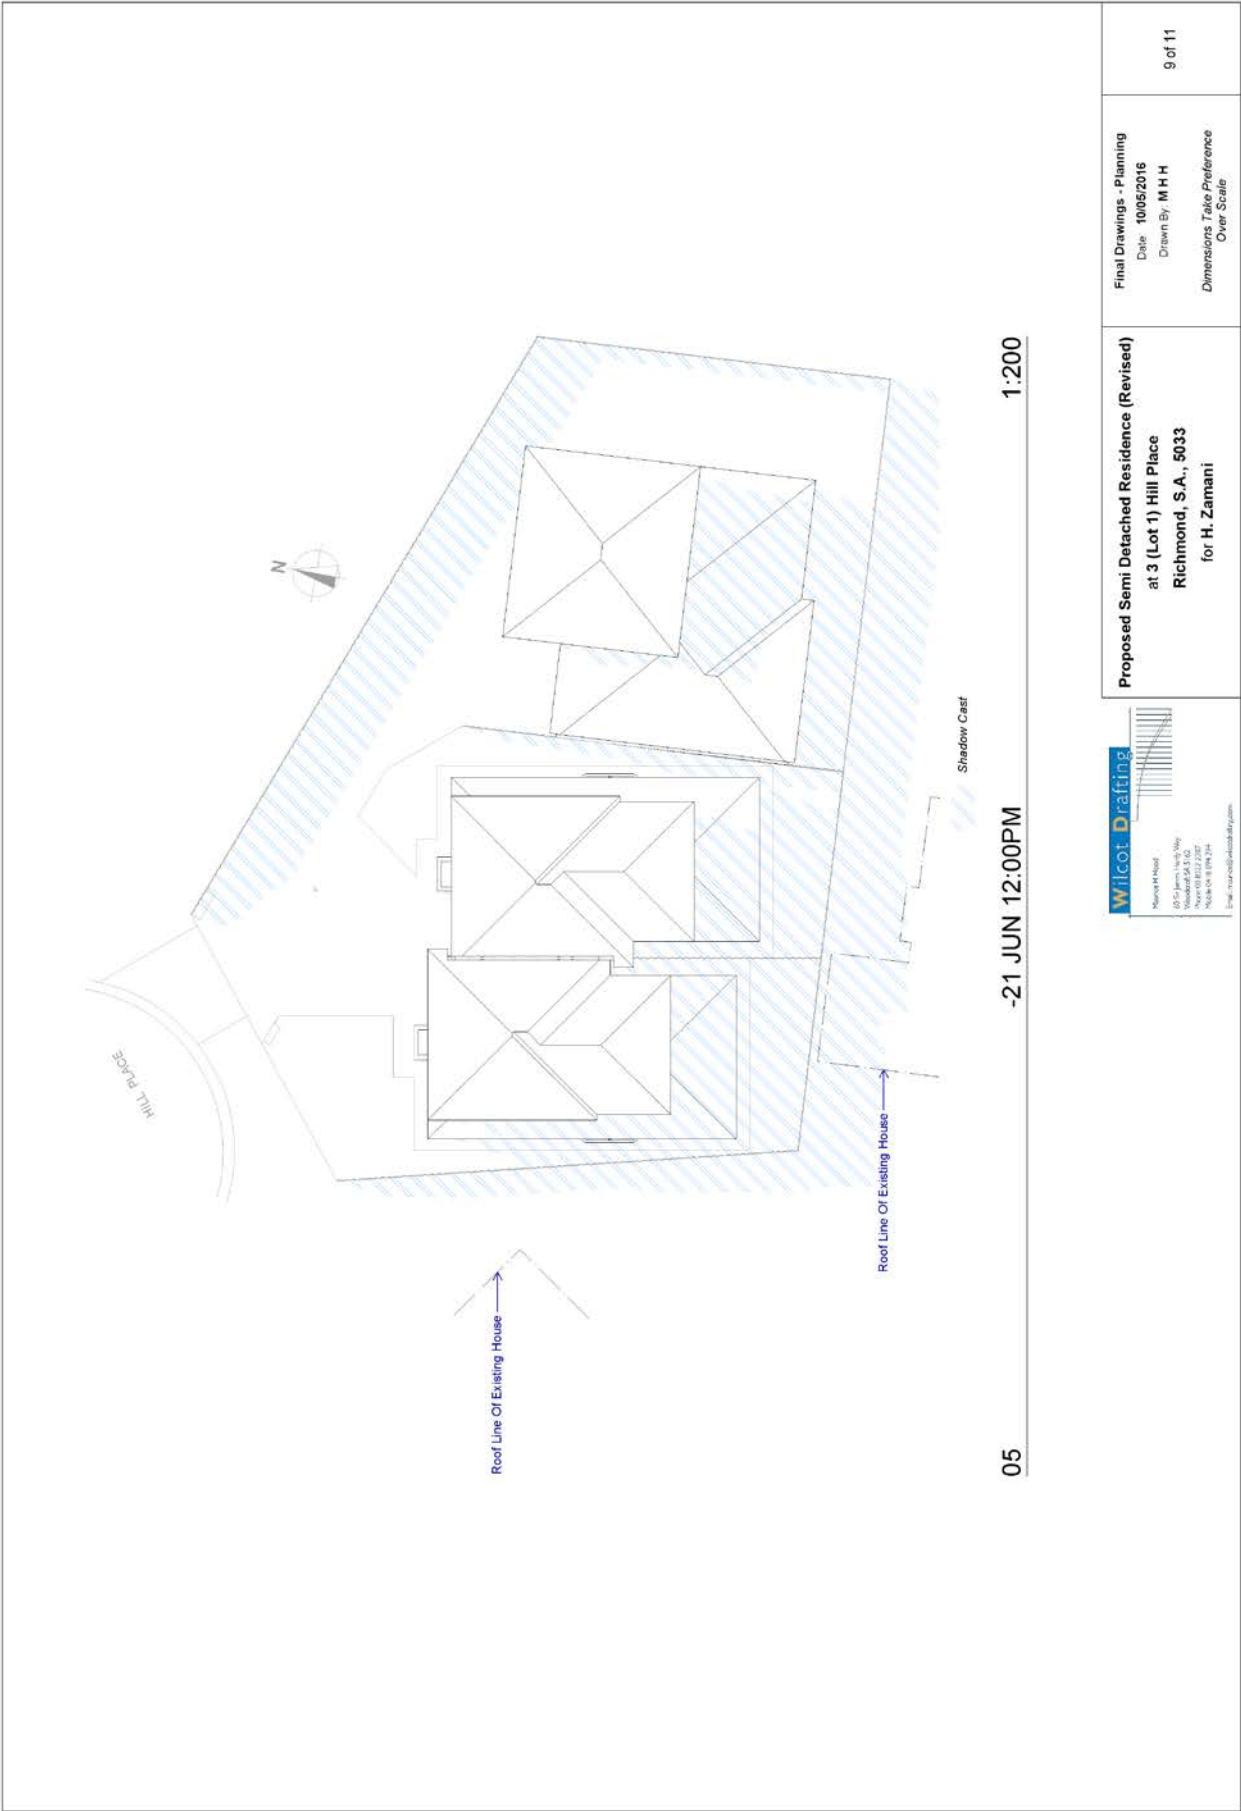 HILL PLACE
N
Roof Line Of Existing House
Roof Line Of Existing House
Shadow Cast
05
-21 JUN 12:00PM
1:200
Wilcot Drafting
Proposed Semi Detached Residence (Revised)
at 3 (Lot 1) Hill Place
Richmond, S.A., 5033
for H. Zamani
Final Drawings - Planning
Date: 10/05/2016
Drawn By: M H H
Dimensions Take Preference
Over Scale
9 of 11